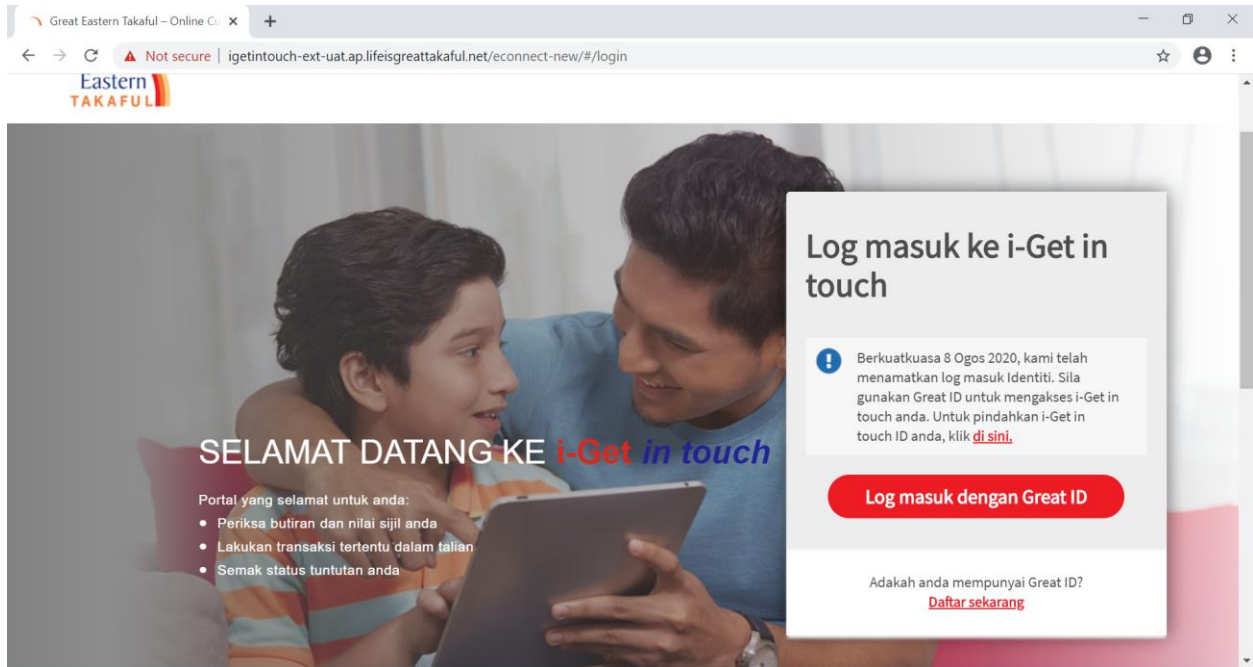 Great Eastern Takaful – Online Cu
Not secure
igetintouch-ext-uat.ap.lifeisgreattakaful.net/econnect-new/#/login
Eastern
TAKAFUL
Log masuk ke i-Get in
touch
Berkuatkuasa 8 Ogos 2020, kami telah
menamatkan log masuk Identiti. Sila
gunakan Great ID untuk mengakses i-Get in
touch anda. Untuk pindahkan i-Get in
touch ID anda, klik di sini.
SELAMAT DATANG KE i-Get in touch
Portal yang selamat untuk anda:
• Periksa butiran dan nilai sijil anda
• Lakukan transaksi tertentu dalam talian
• Semak status tuntutan anda
Log masuk dengan Great ID
Adakah anda mempunyai Great ID?
Daftar sekarang